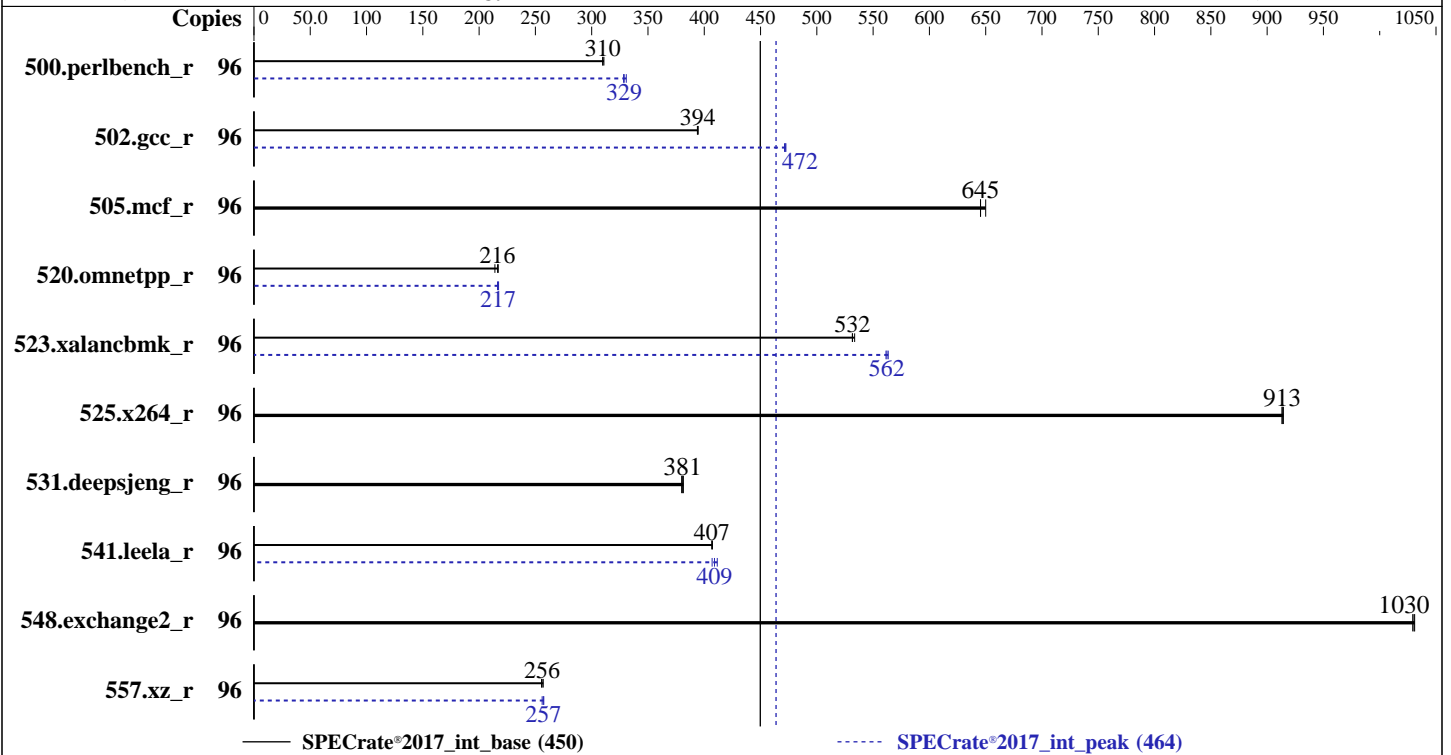 Copies 0 50.0 100 150 200 250 300 350 400 450 500 550 600 650 700 750 800 850 900 950 1050
500.perlbench_r 96 310
329
502.gcc_r 96 394
472
505.mcf_r 96 645
520.omnetpp_r 96 216
217
523.xalancbmk_r 96 532
562
525.x264_r 96 913
531.deepsjeng_r 96 381
541.leela_r 96 407
409
548.exchange2_r 96 1030
557.xz_r 96 256
257
SPECrate®2017_int_base (450) SPECrate®2017_int_peak (464)